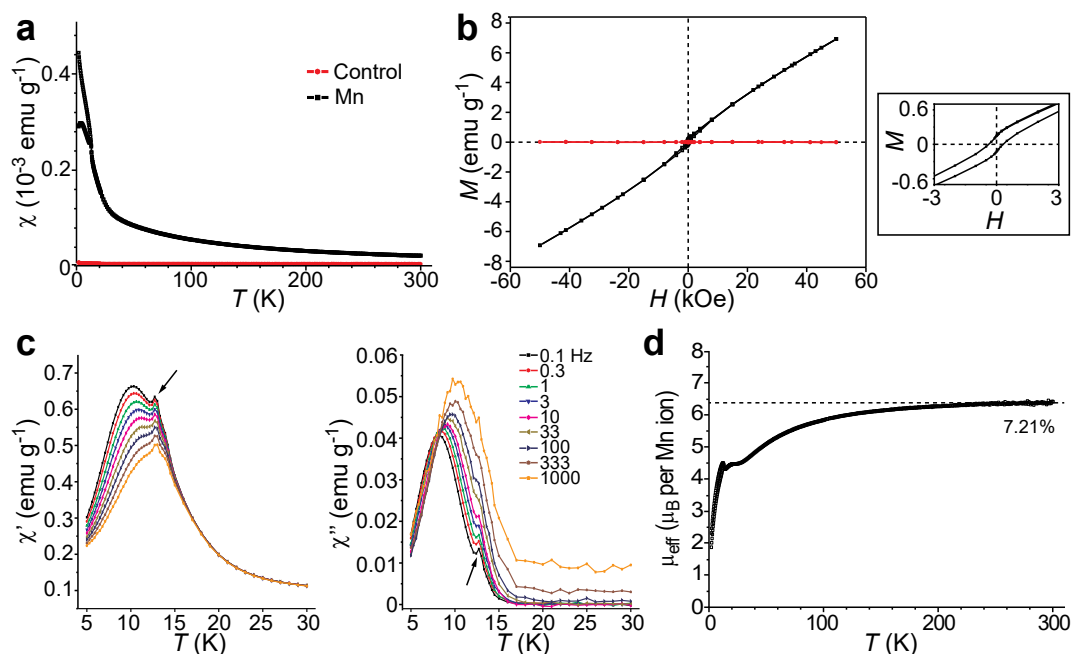 a
χ (10⁻³ emu g⁻¹)
0.4
0.2
0
0 100 200 300
T (K)
Control
Mn
b
M (emu g⁻¹)
8
6
4
2
0
-2
-4
-6
-8
-60 -40 -20 0 20 40 60
H (kOe)
M
0.6
0
-0.6
-3 0 3
H
c
χ' (emu g⁻¹)
0.7
0.6
0.5
0.4
0.3
0.2
0.1
5 10 15 20 25 30
T (K)
χ'' (emu g⁻¹)
0.06
0.05
0.04
0.03
0.02
0.01
0
5 10 15 20 25 30
T (K)
0.1 Hz
0.3
1
3
10
33
100
333
1000
d
μeff (μB per Mn ion)
8
7
6
5
4
3
2
1
0
0 100 200 300
T (K)
7.21%